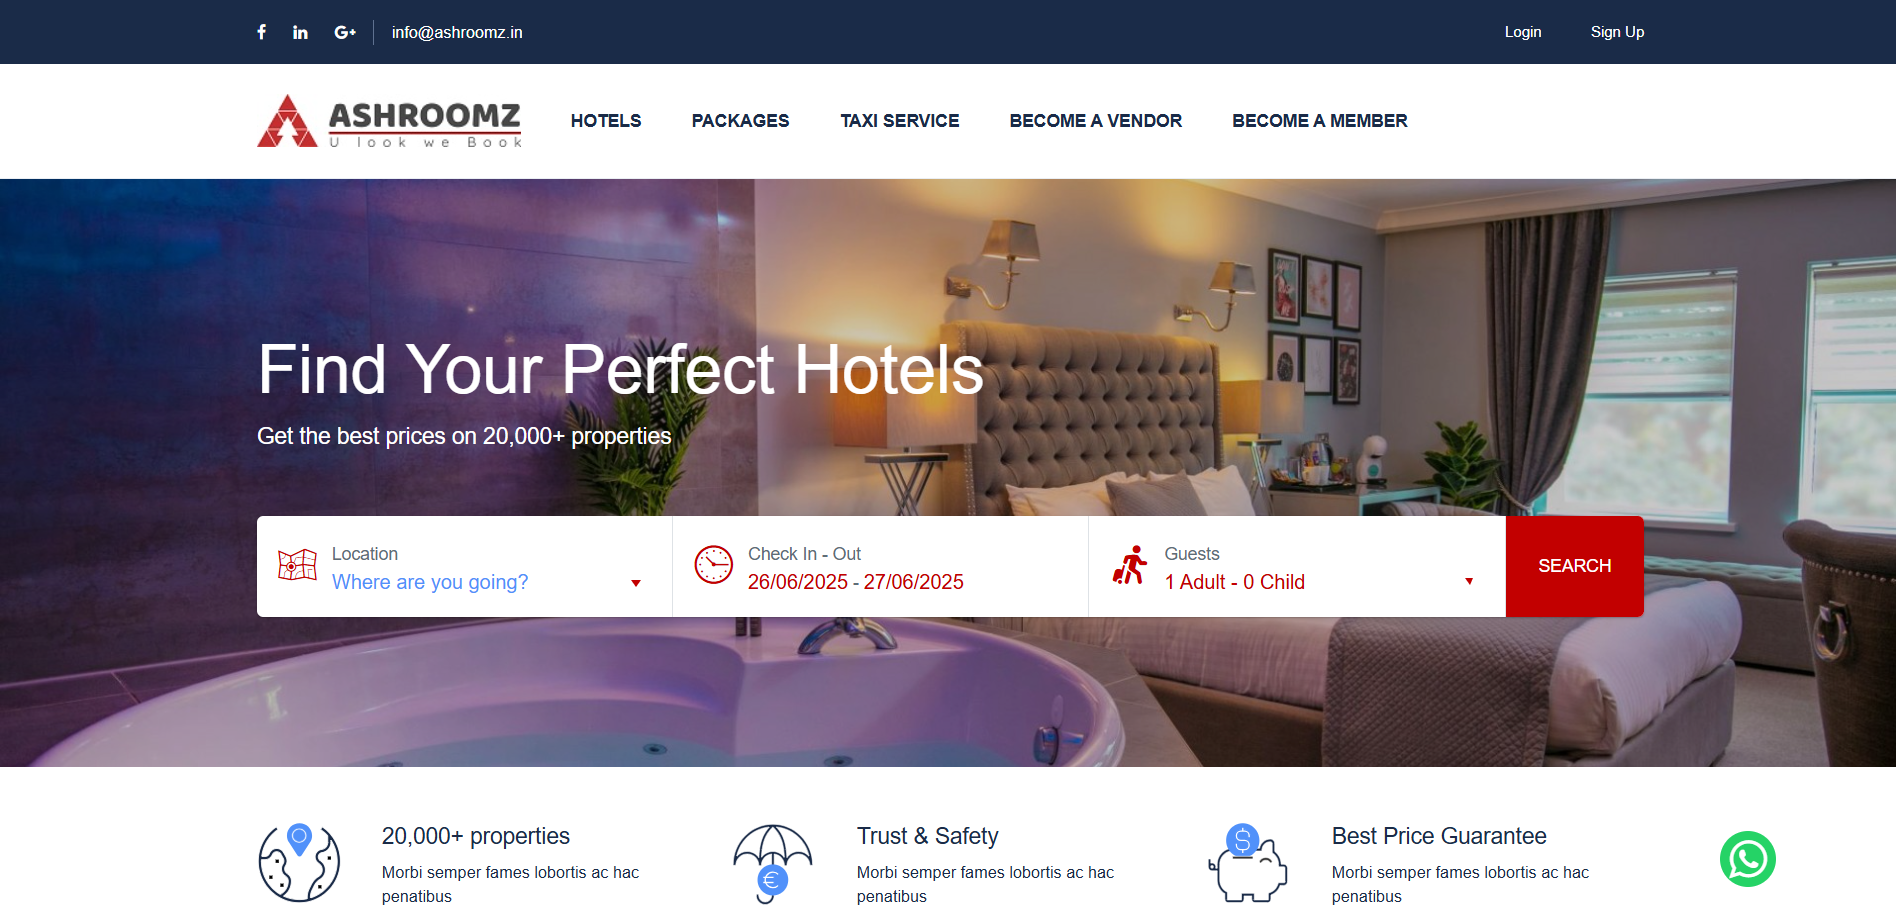 info@ashroomz.in
Login
Sign Up
ASHROOMZ
U look we Book
HOTELS
PACKAGES
TAXI SERVICE
BECOME A VENDOR
BECOME A MEMBER
Find Your Perfect Hotels
Get the best prices on 20,000+ properties
Location
Where are you going?
Check In - Out
26/06/2025 - 27/06/2025
Guests
1 Adult - 0 Child
SEARCH
20,000+ properties
Morbi semper fames lobortis ac hac
penatibus
Trust & Safety
Morbi semper fames lobortis ac hac
penatibus
Best Price Guarantee
Morbi semper fames lobortis ac hac
penatibus